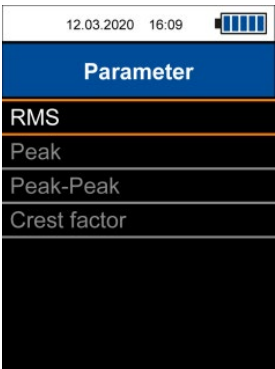 12.03.2020 16:09
Parameter
RMS
Peak
Peak-Peak
Crest factor